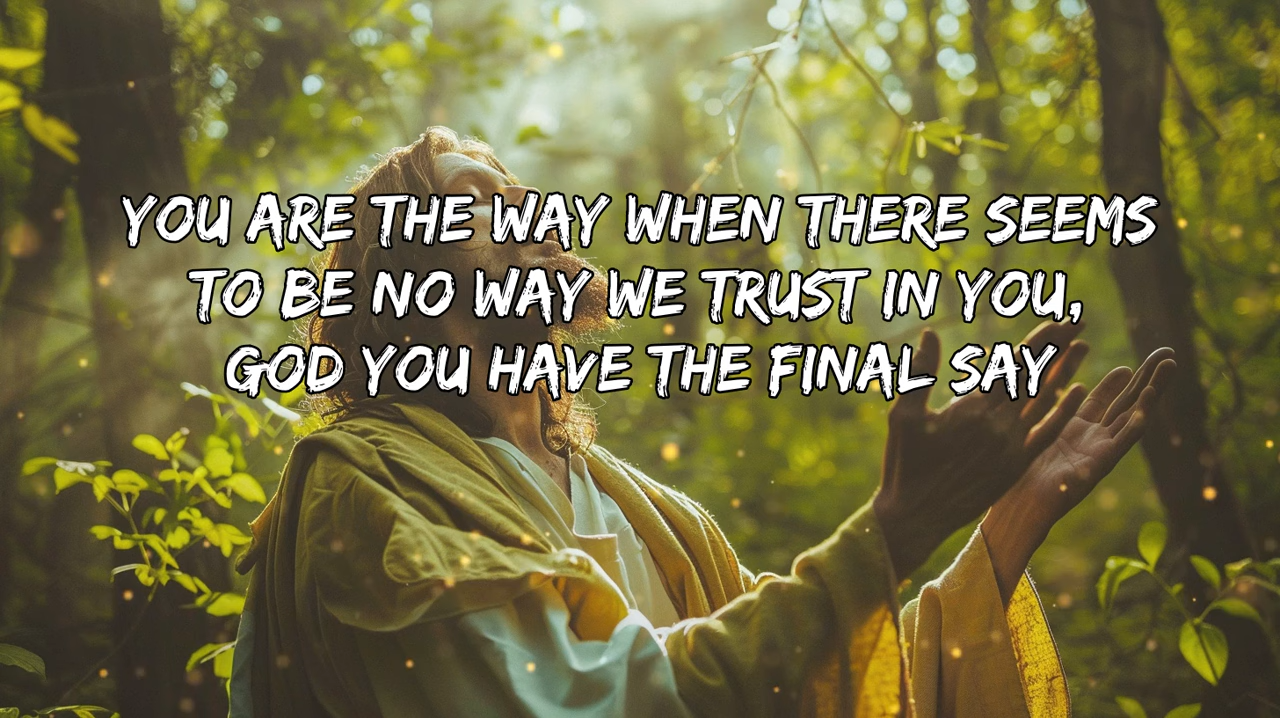 YOU ARE THE WAY WHEN THERE SEEMS
TO BE NO WAY WE TRUST IN YOU,
GOD YOU HAVE THE FINAL SAY